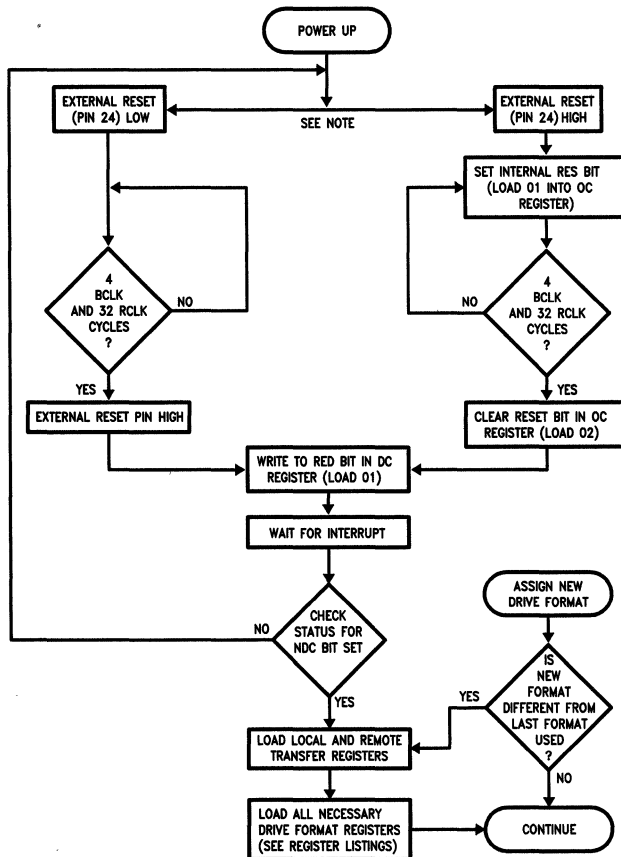 POWER UP
EXTERNAL RESET
(PIN 24) LOW
SEE NOTE
EXTERNAL RESET
(PIN 24) HIGH
SET INTERNAL RES BIT
(LOAD 01 INTO OC
REGISTER)
4
BCLK
AND 32 RCLK
CYCLES
?
NO
YES
4
BCLK
AND 32 RCLK
CYCLES
?
NO
YES
EXTERNAL RESET PIN HIGH
CLEAR RESET BIT IN OC
REGISTER (LOAD 02)
WRITE TO RED BIT IN DC
REGISTER (LOAD 01)
WAIT FOR INTERRUPT
CHECK
STATUS FOR
NDC BIT SET
NO
YES
ASSIGN NEW
DRIVE FORMAT
IS
NEW
FORMAT
DIFFERENT FROM
LAST FORMAT
USED
?
YES
NO
LOAD LOCAL AND REMOTE
TRANSFER REGISTERS
LOAD ALL NECESSARY
DRIVE FORMAT REGISTERS
(SEE REGISTER LISTINGS)
CONTINUE